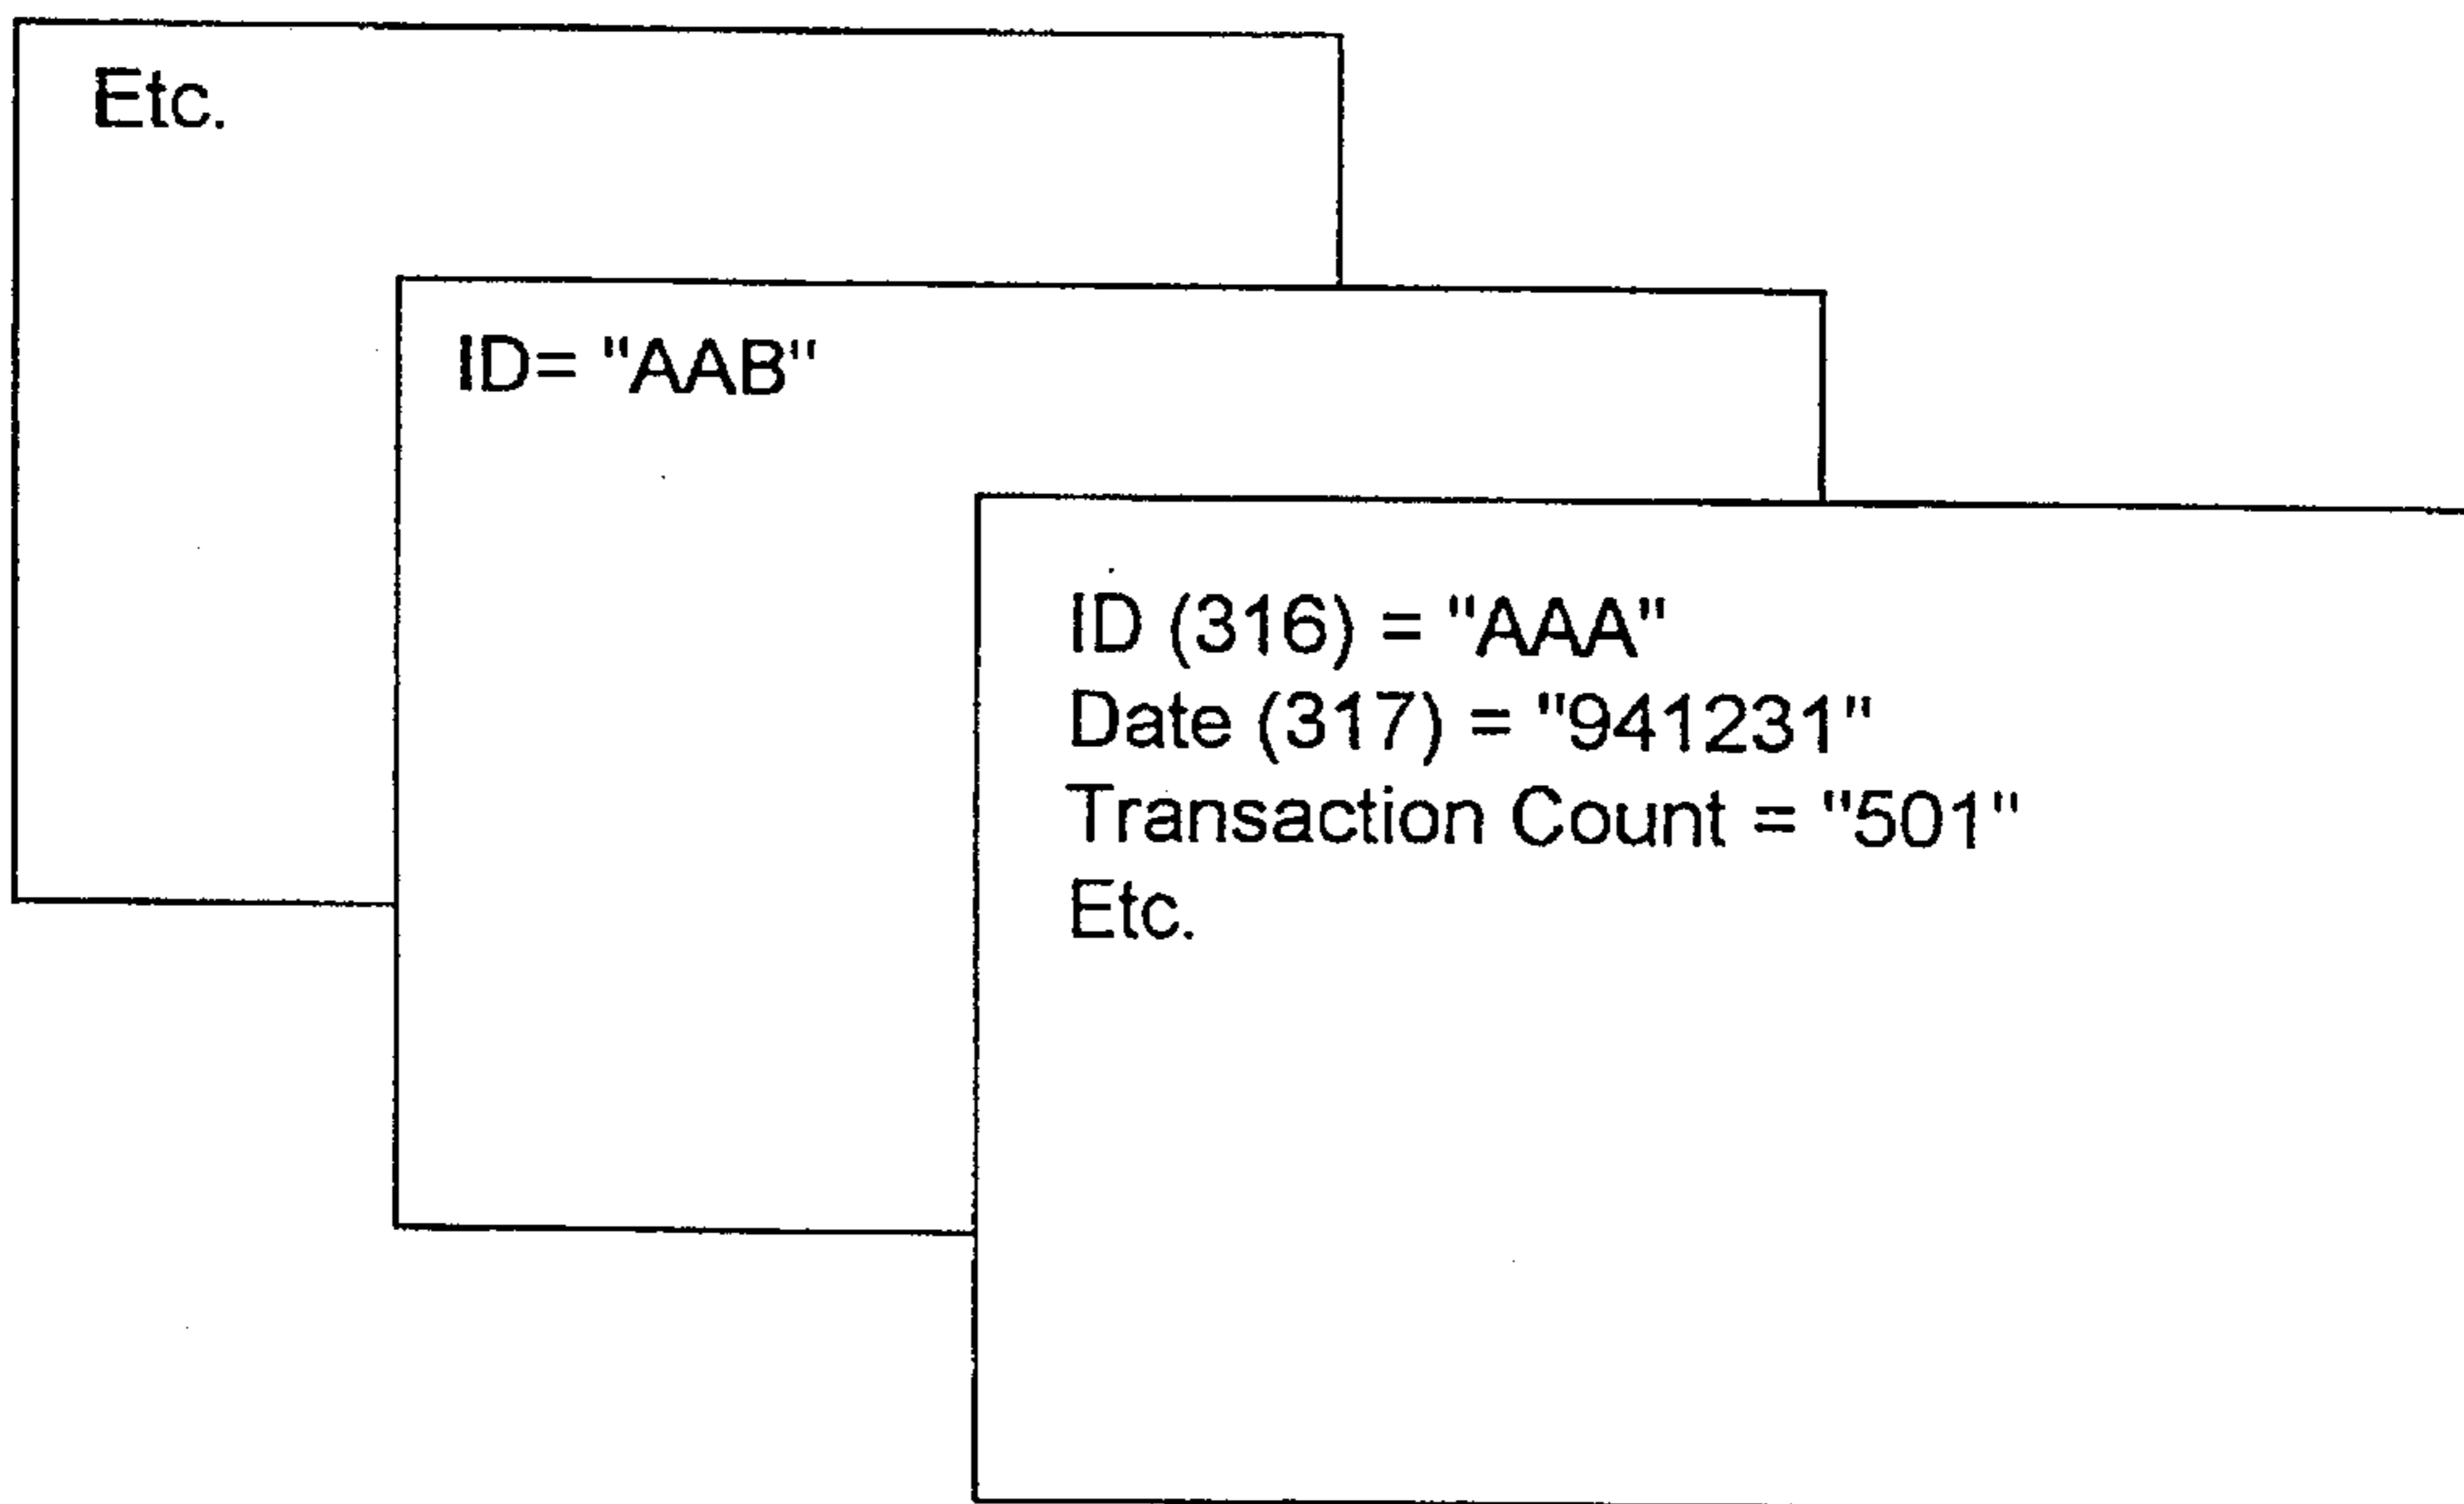 Etc.
ID= "AAB"
ID (316) = "AAA"
Date (317) = "941231"
Transaction Count = "501"
Etc.